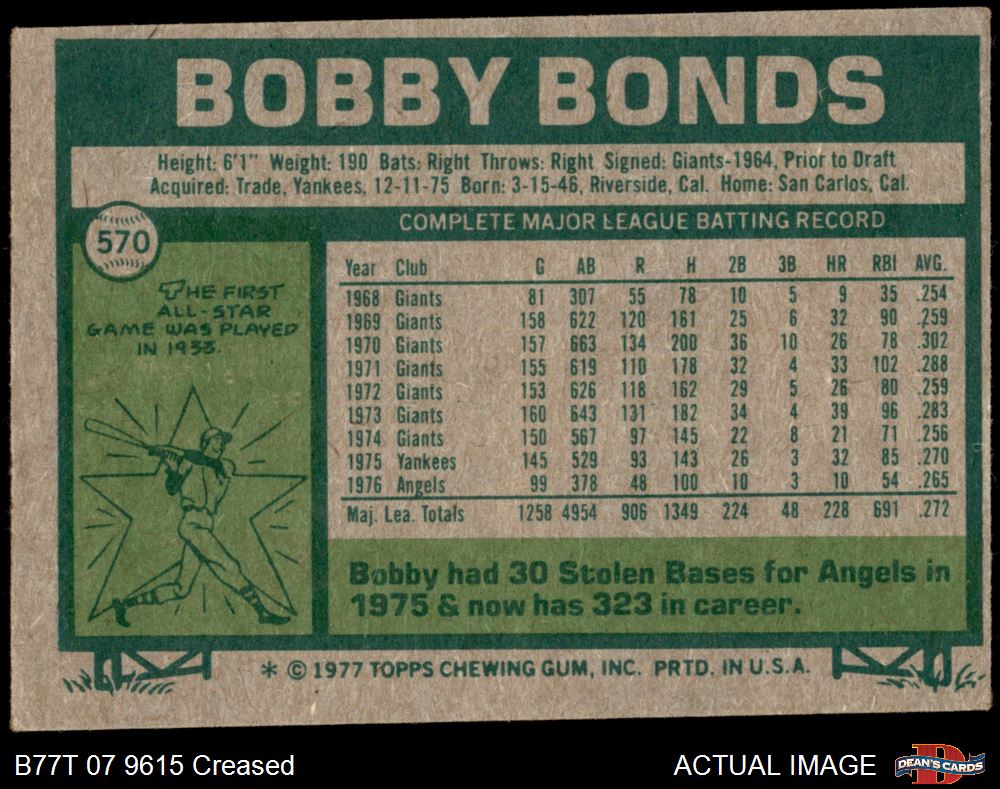 BOBBY BONDS
Height: 6'1" Weight: 190 Bats: Right Throws: Right Signed: Giants-1964, Prior to Draft
Acquired: Trade, Yankees, 12-11-75 Born: 3-15-46, Riverside, Cal. Home: San Carlos, Cal.
570
THE FIRST
ALL-STAR
GAME WAS PLAYED
IN 1933.
COMPLETE MAJOR LEAGUE BATTING RECORD
Year Club G AB R H 2B 3B HR RBI AVG.
1968 Giants 81 307 55 78 10 5 9 35 .254
1969 Giants 158 622 120 161 25 6 32 90 .259
1970 Giants 157 663 134 200 36 10 26 78 .302
1971 Giants 155 619 110 178 32 4 33 102 .288
1972 Giants 153 626 118 162 29 5 26 80 .259
1973 Giants 160 643 131 182 34 4 39 96 .283
1974 Giants 150 567 97 145 22 8 21 71 .256
1975 Yankees 145 529 93 143 26 3 32 85 .270
1976 Angels 99 378 48 100 10 3 10 54 .265
Maj. Lea. Totals 1258 4954 906 1349 224 48 228 691 .272
Bobby had 30 Stolen Bases for Angels in
1975 & now has 323 in career.
* © 1977 TOPPS CHEWING GUM, INC. PRTD. IN U.S.A.
B77T 07 9615 Creased
ACTUAL IMAGE
D
DEAN'S CARDS